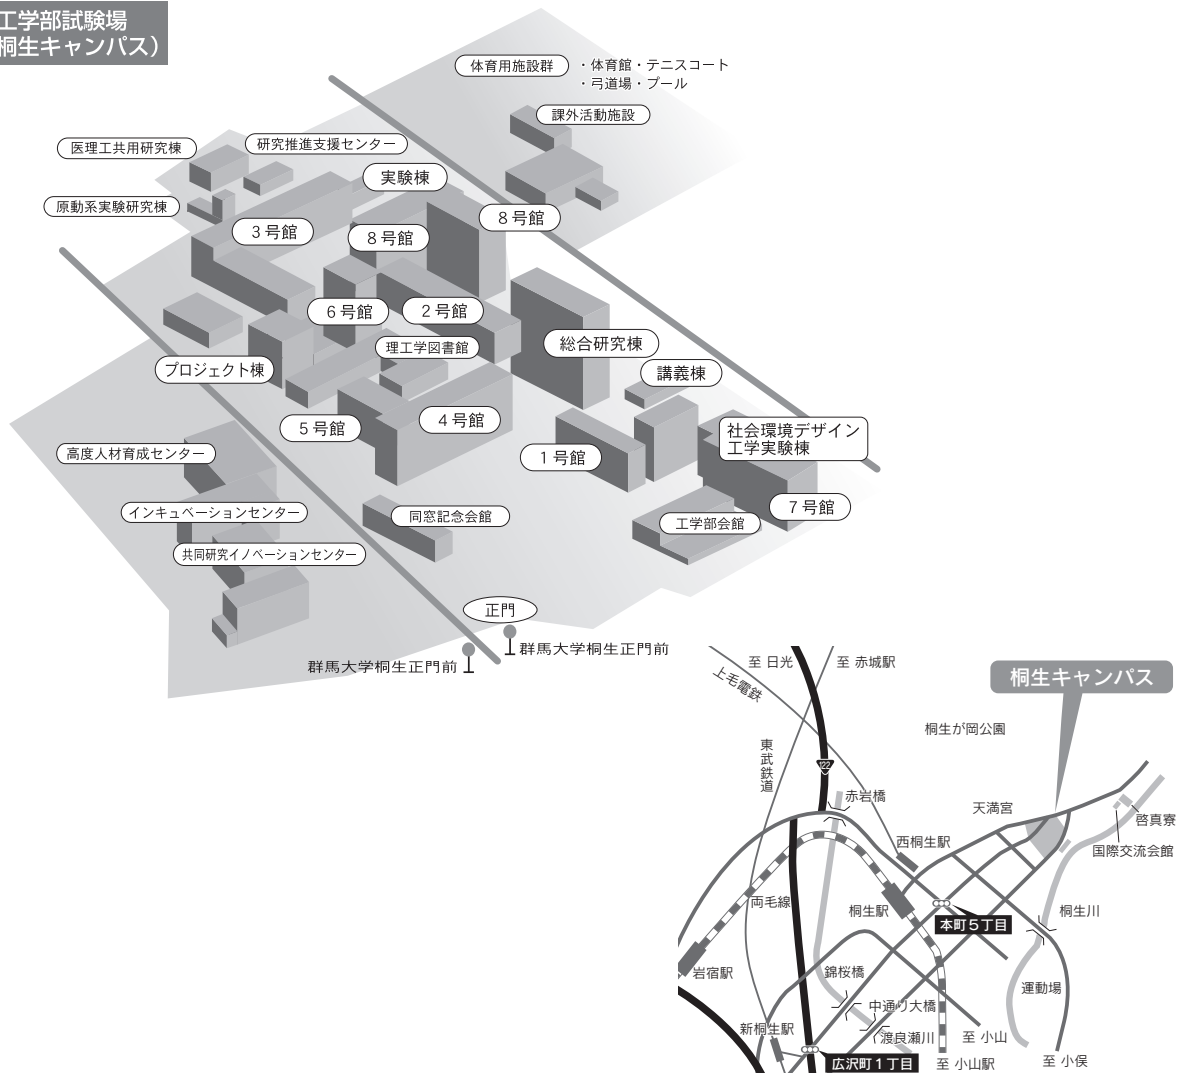 工学部試験場
桐生キャンパス)
体育用施設群
・体育館・テニスコート
・弓道場・プール
課外活動施設
医理工共用研究棟
研究推進支援センター
実験棟
原動系実験研究棟
3号館
8号館
8号館
6号館
2号館
総合研究棟
理工学図書館
プロジェクト棟
講義棟
5号館
4号館
社会環境デザイン
工学実験棟
1号館
高度人材育成センター
7号館
インキュベーションセンター
同窓記念会館
工学部会館
共同研究イノベーションセンター
正門
群馬大学桐生正門前
群馬大学桐生正門前
至 日光
至 赤城駅
桐生キャンパス
上毛電鉄
桐生が岡公園
東武鉄道
122
赤岩橋
天満宮
啓真寮
西桐生駅
国際交流会館
両毛線
桐生駅
桐生川
本町5丁目
岩宿駅
錦桜橋
運動場
中通り大橋
新桐生駅
渡良瀬川
至 小山
広沢町1丁目
至 小山駅
至 小俣